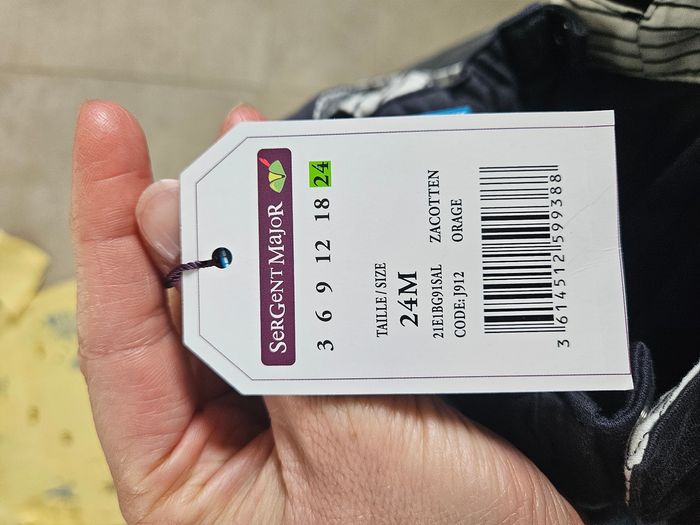 SeRGeNT MaJoR
3 6 9 12 18 24
TAILLE / SIZE
24M
21E1BG91SAL ZACOTTEN
CODE: J912 ORAGE
3 614512 599388